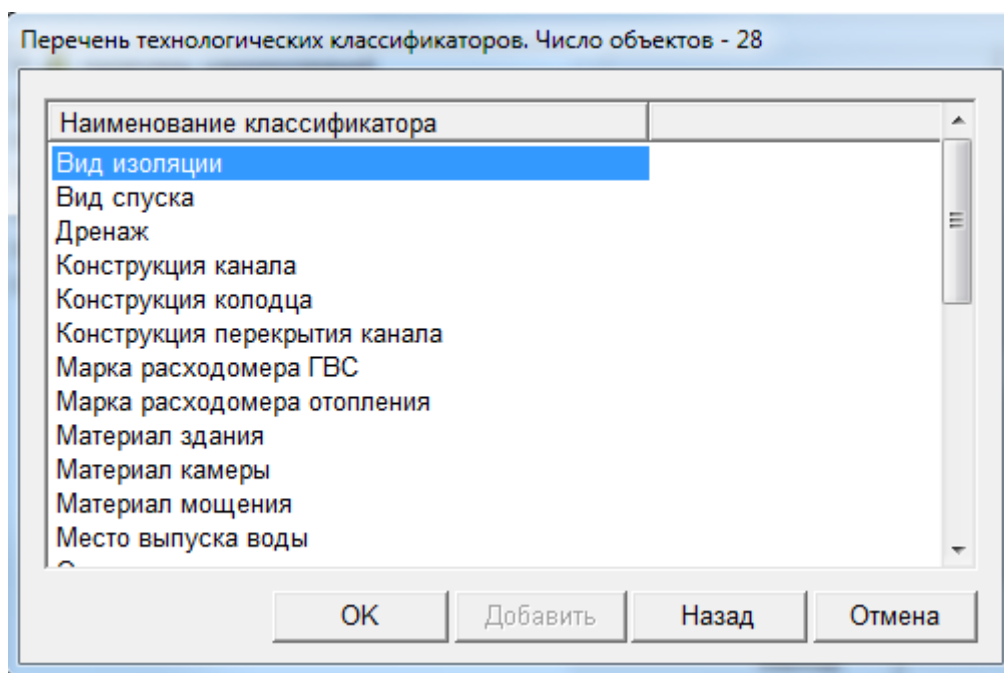 Перечень технологических классификаторов. Число объектов - 28
Наименование классификатора
Вид изоляции
Вид спуска
Дренаж
Конструкция канала
Конструкция колодца
Конструкция перекрытия канала
Марка расходомера ГВС
Марка расходомера отопления
Материал здания
Материал камеры
Материал мощения
Место выпуска воды
OK Добавить Назад Отмена